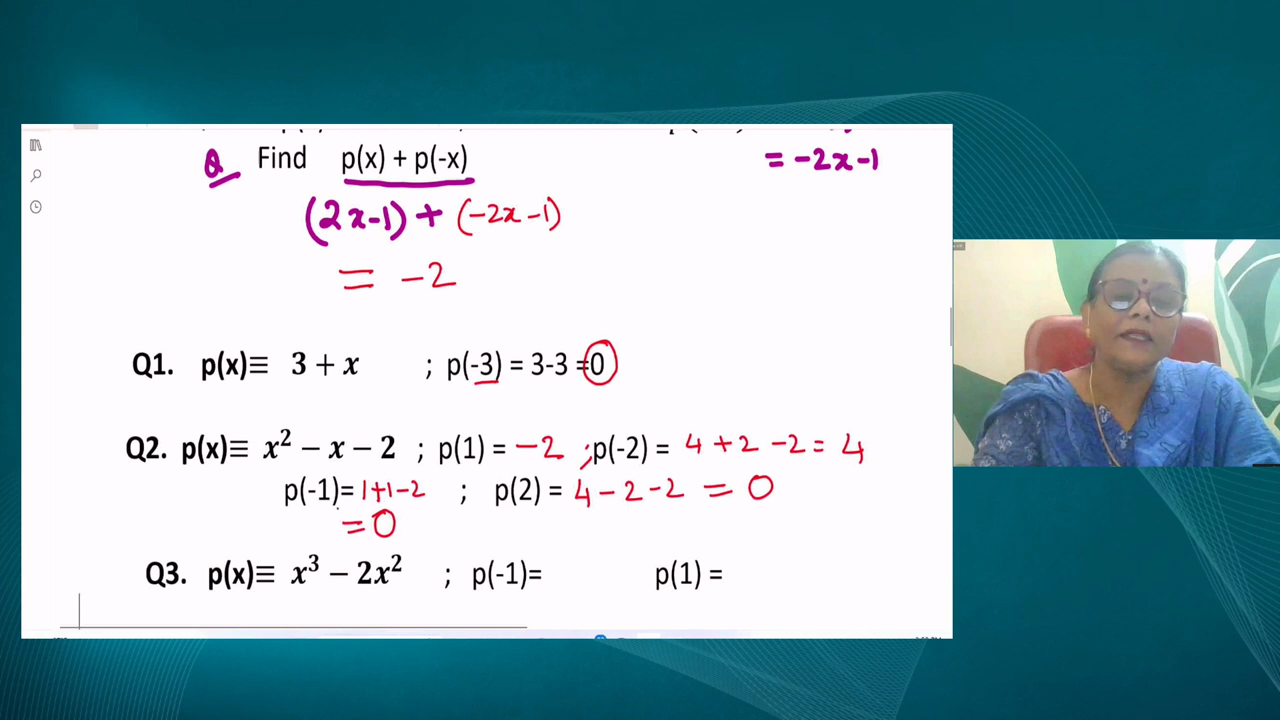 = -2x-1
Q Find p(x) + p(-x)
(2x-1) + (-2x-1)
= -2
Q1. p(x)≡ 3 + x ; p(-3) = 3-3 =0
Q2. p(x)≡ x² − x − 2 ; p(1) = -2 ; p(-2) = 4+2-2 = 4
p(-1)= 1+1-2 ; p(2) = 4-2-2 = 0
= 0
Q3. p(x)≡ x³ − 2x² ; p(-1)= p(1) =